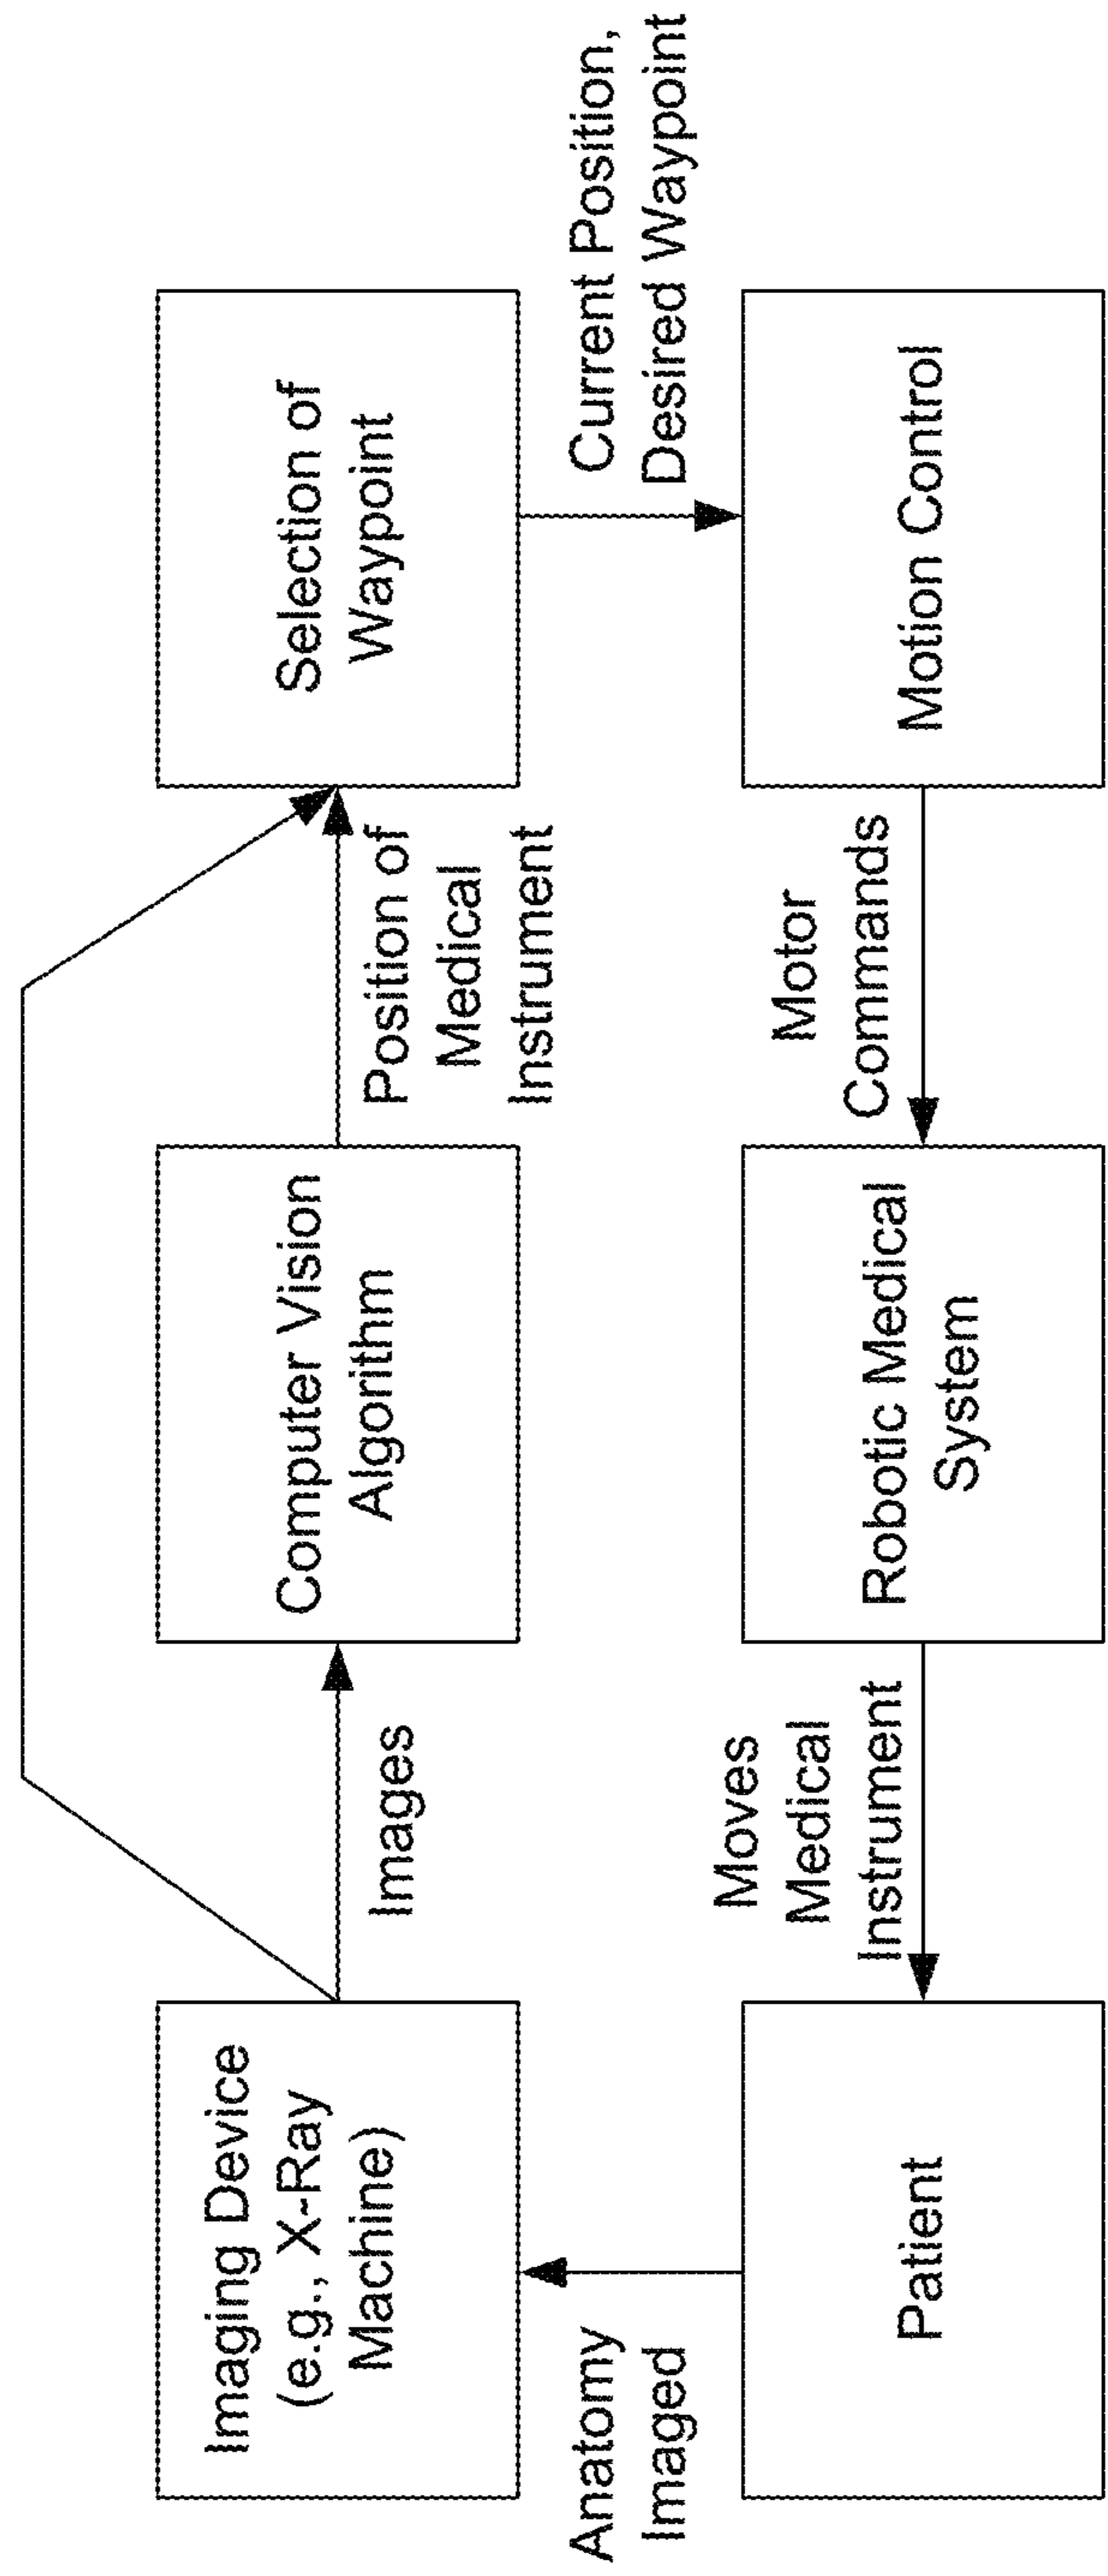 Imaging Device
(e.g., X-Ray
Machine)
Images
Computer Vision
Algorithm
Position of
Medical
Instrument
Selection of
Waypoint
Current Position,
Desired Waypoint
Motion Control
Motor
Commands
Robotic Medical
System
Moves
Medical
Instrument
Patient
Anatomy
Imaged